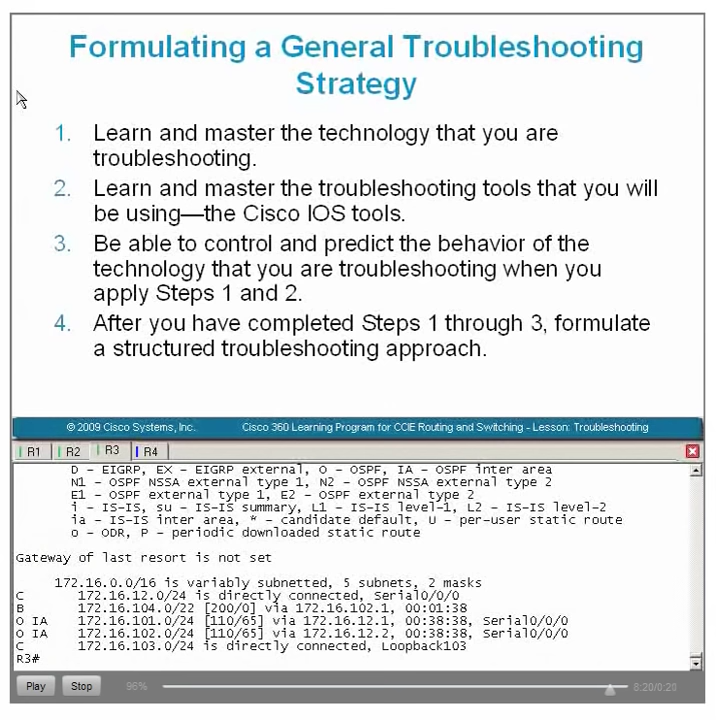 Formulating a General Troubleshooting
Strategy
1. Learn and master the technology that you are
troubleshooting.
2. Learn and master the troubleshooting tools that you will
be using—the Cisco IOS tools.
3. Be able to control and predict the behavior of the
technology that you are troubleshooting when you
apply Steps 1 and 2.
4. After you have completed Steps 1 through 3, formulate
a structured troubleshooting approach.
© 2009 Cisco Systems, Inc. Cisco 360 Learning Program for CCIE Routing and Switching - Lesson: Troubleshooting
R1 R2 R3 R4
D - EIGRP, EX - EIGRP external, O - OSPF, IA - OSPF inter area
N1 - OSPF NSSA external type 1, N2 - OSPF NSSA external type 2
E1 - OSPF external type 1, E2 - OSPF external type 2
i - IS-IS, su - IS-IS summary, L1 - IS-IS level-1, L2 - IS-IS level-2
ia - IS-IS inter area, * - candidate default, U - per-user static route
o - ODR, P - periodic downloaded static route
Gateway of last resort is not set
172.16.0.0/16 is variably subnetted, 5 subnets, 2 masks
C 172.16.12.0/24 is directly connected, Serial0/0/0
B 172.16.104.0/22 [200/0] via 172.16.102.1, 00:01:38
O IA 172.16.101.0/24 [110/65] via 172.16.12.1, 00:38:38, Serial0/0/0
O IA 172.16.102.0/24 [110/65] via 172.16.12.2, 00:38:38, Serial0/0/0
C 172.16.103.0/24 is directly connected, Loopback103
R3#
Play Stop 96% 8:20/0:20